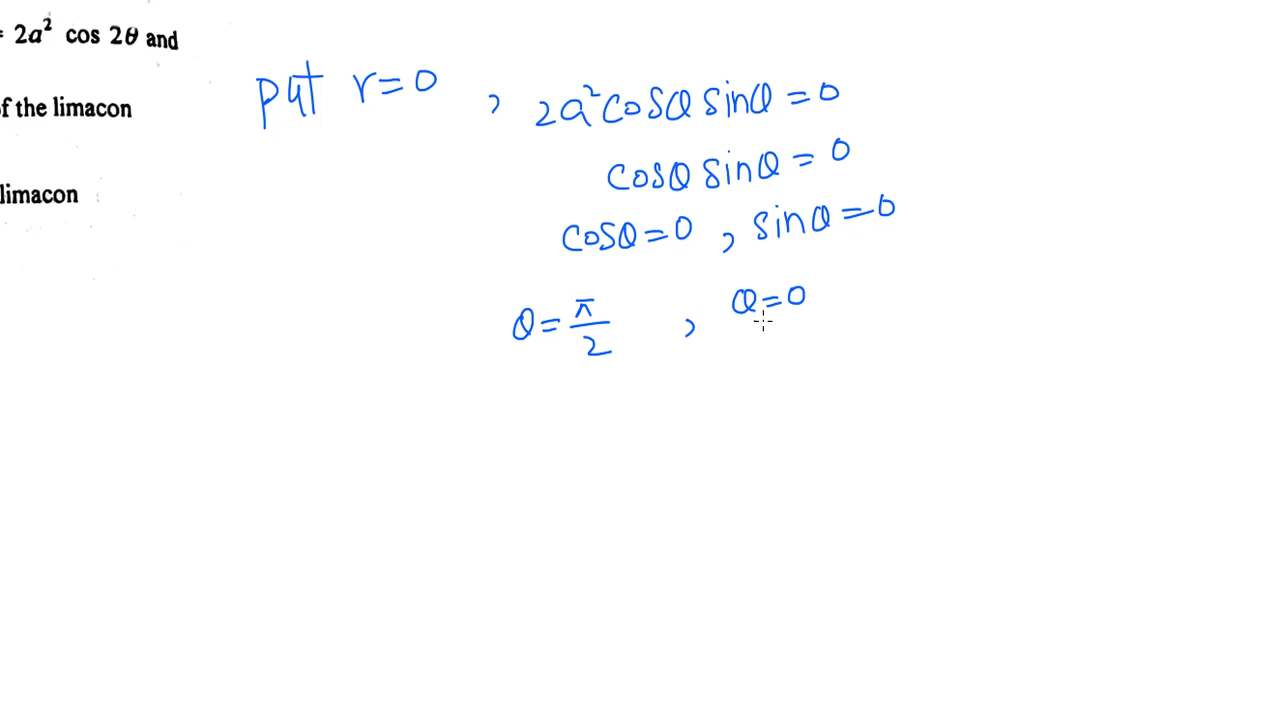 = 2a² cos 2θ and
put r=0 , 2a²cosθ sinθ = 0
f the limacon
cosθ sinθ = 0
limacon
cosθ=0 , sinθ=0
θ = π/2 , θ=0